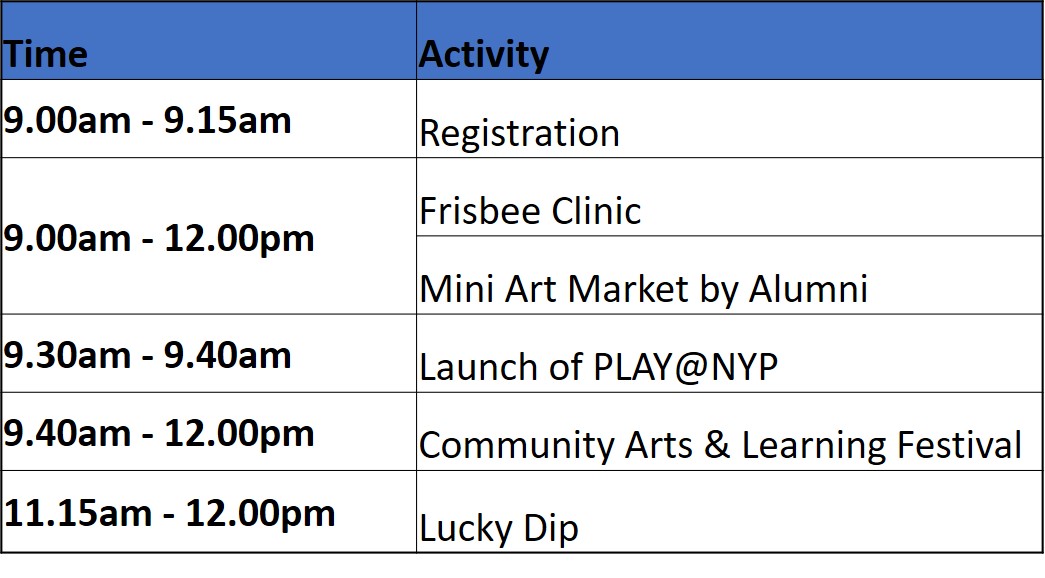 Time Activity
9.00am - 9.15am Registration
9.00am - 12.00pm Frisbee Clinic
Mini Art Market by Alumni
9.30am - 9.40am Launch of PLAY@NYP
9.40am - 12.00pm Community Arts & Learning Festival
11.15am - 12.00pm Lucky Dip